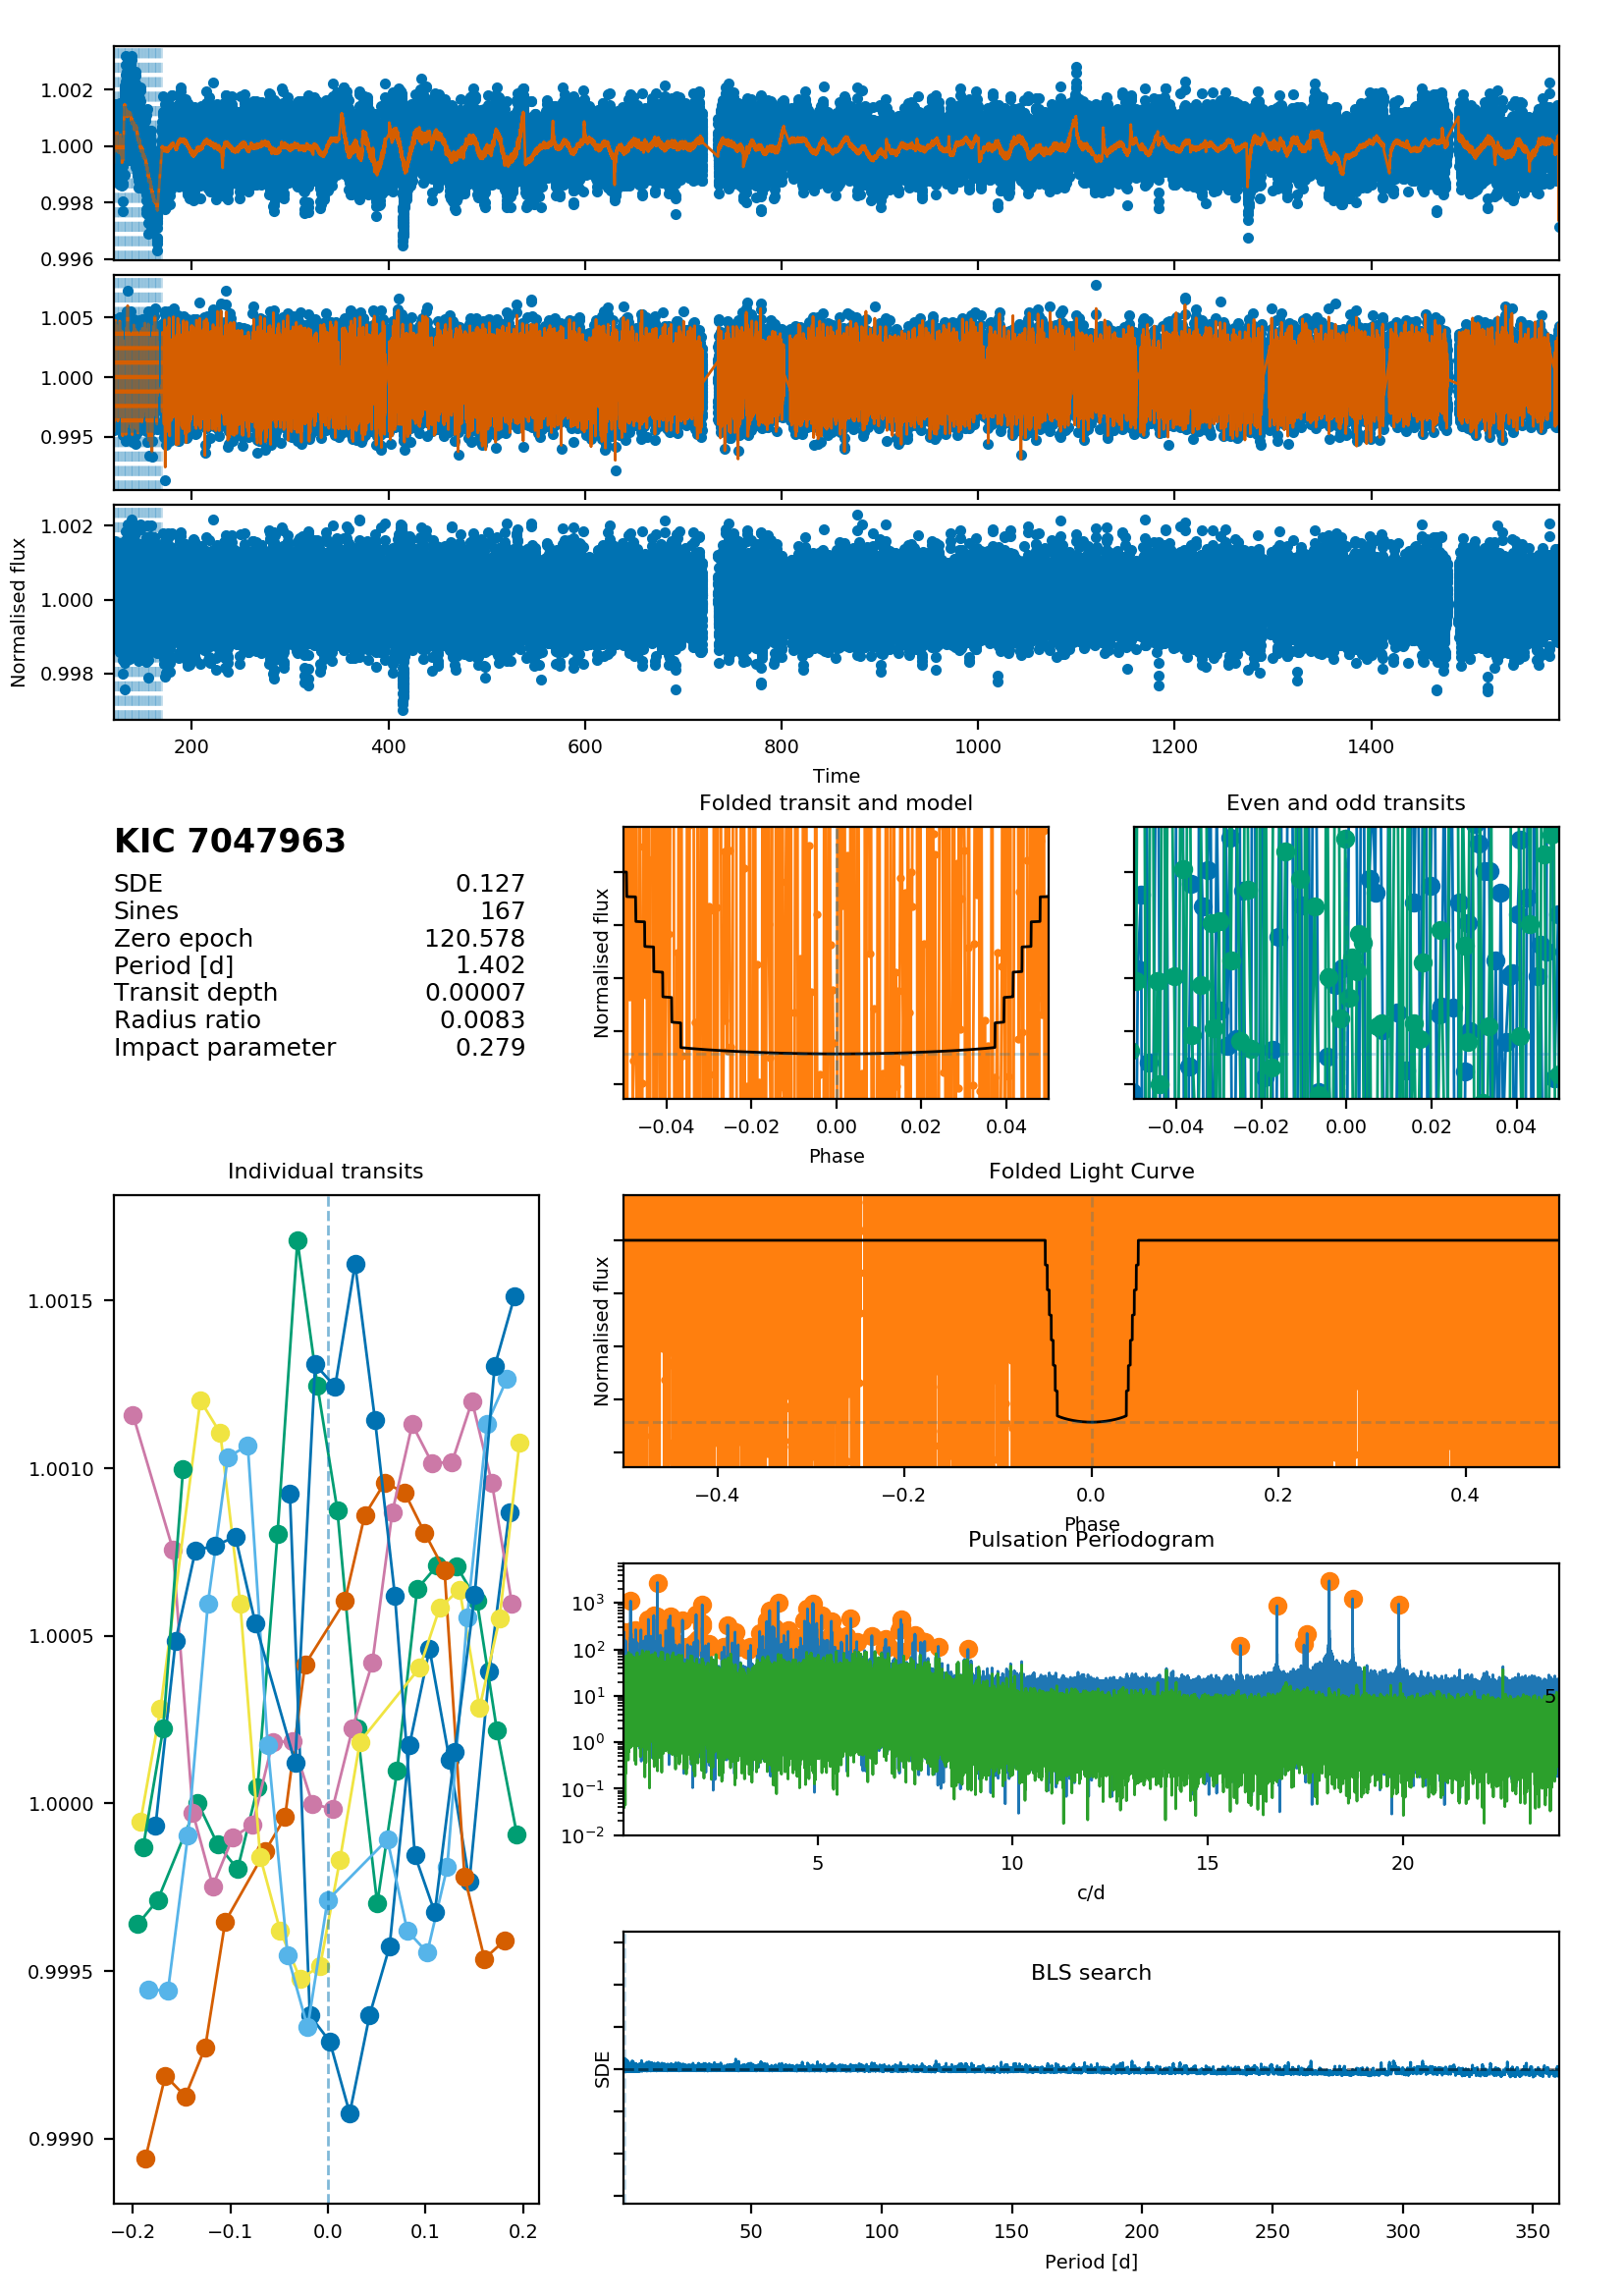 1.002
1.000
0.998
0.996
1.005
1.000
0.995
1.002
1.000
0.998
Normalised flux
200 400 600 800 1000 1200 1400
Time
KIC 7047963
SDE 0.127
Sines 167
Zero epoch 120.578
Period [d] 1.402
Transit depth 0.00007
Radius ratio 0.0083
Impact parameter 0.279
Folded transit and model
Normalised flux
−0.04 −0.02 0.00 0.02 0.04
Phase
Even and odd transits
−0.04 −0.02 0.00 0.02 0.04
Individual transits
1.0015
1.0010
1.0005
1.0000
0.9995
0.9990
−0.2 −0.1 0.0 0.1 0.2
Folded Light Curve
Normalised flux
−0.4 −0.2 0.0 0.2 0.4
Phase
Pulsation Periodogram
10³
10²
10¹
10⁰
10⁻¹
10⁻²
5
5 10 15 20
c/d
BLS search
SDE
50 100 150 200 250 300 350
Period [d]